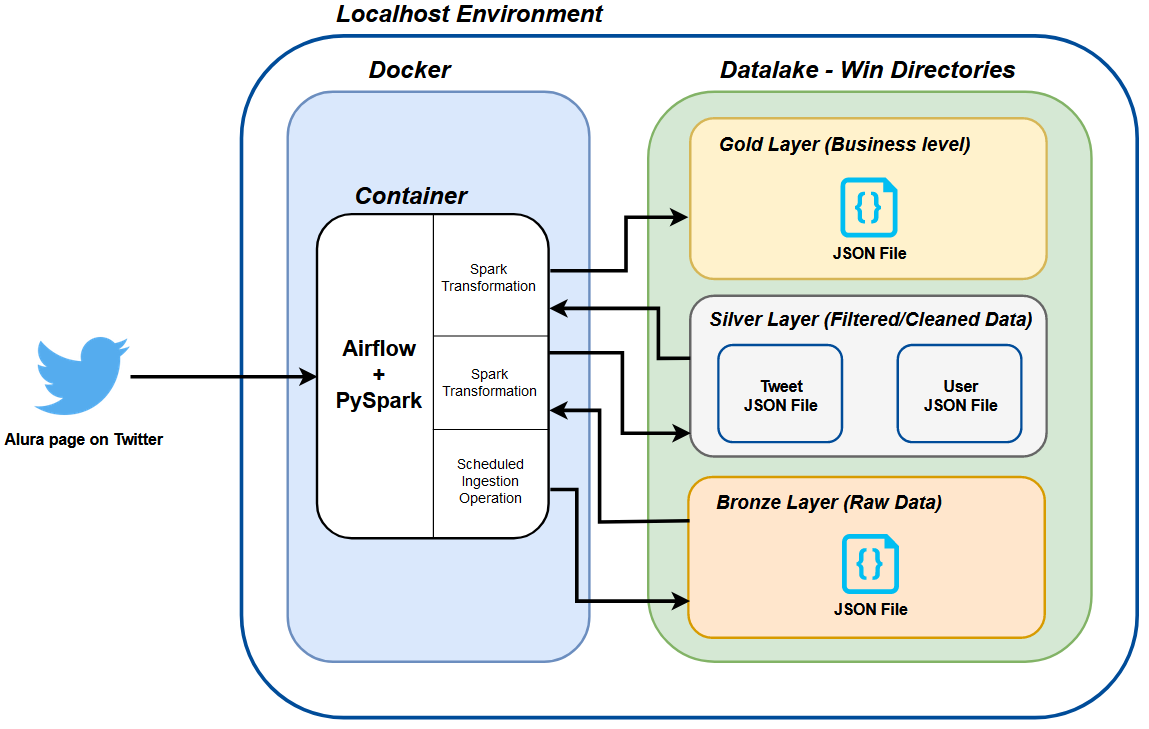 Localhost Environment
Docker
Datalake - Win Directories
Gold Layer (Business level)
JSON File
Container
Spark
Transformation
Silver Layer (Filtered/Cleaned Data)
Tweet
JSON File
User
JSON File
Airflow
+
PySpark
Spark
Transformation
Alura page on Twitter
Scheduled
Ingestion
Operation
Bronze Layer (Raw Data)
JSON File